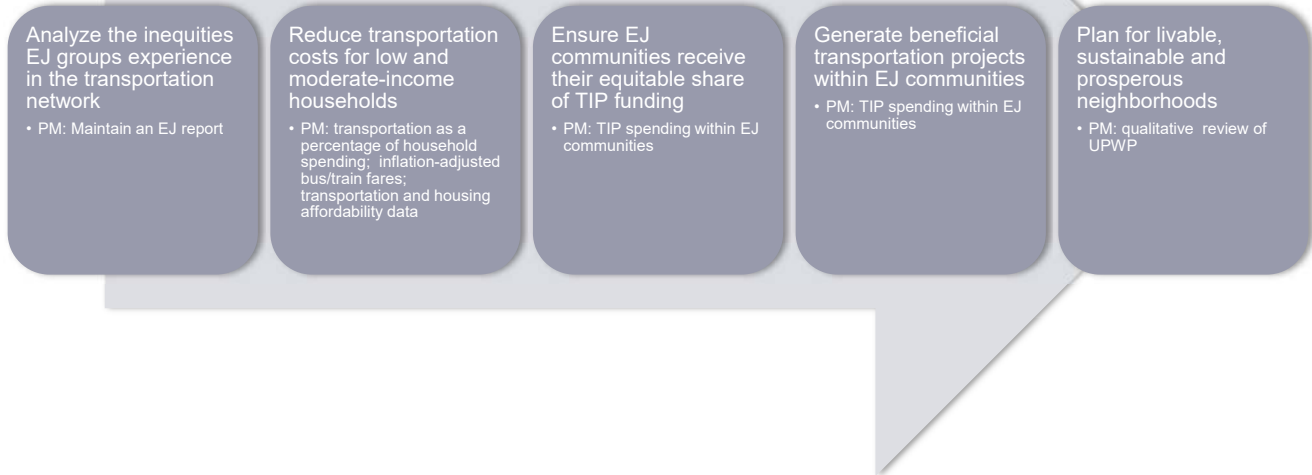 Analyze the inequities
EJ groups experience
in the transportation
network
• PM: Maintain an EJ report
Reduce transportation
costs for low and
moderate-income
households
• PM: transportation as a
percentage of household
spending; inflation-adjusted
bus/train fares;
transportation and housing
affordability data
Ensure EJ
communities receive
their equitable share
of TIP funding
• PM: TIP spending within EJ
communities
Generate beneficial
transportation projects
within EJ communities
• PM: TIP spending within EJ
communities
Plan for livable,
sustainable and
prosperous
neighborhoods
• PM: qualitative review of
UPWP